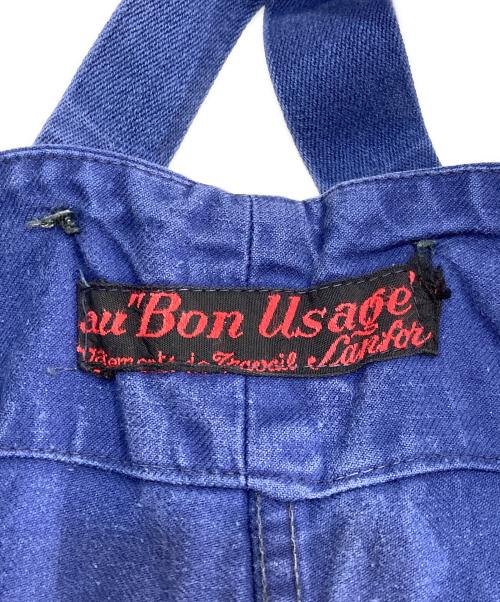 au "Bon Usage"
Vêtements de Travail Sanfor